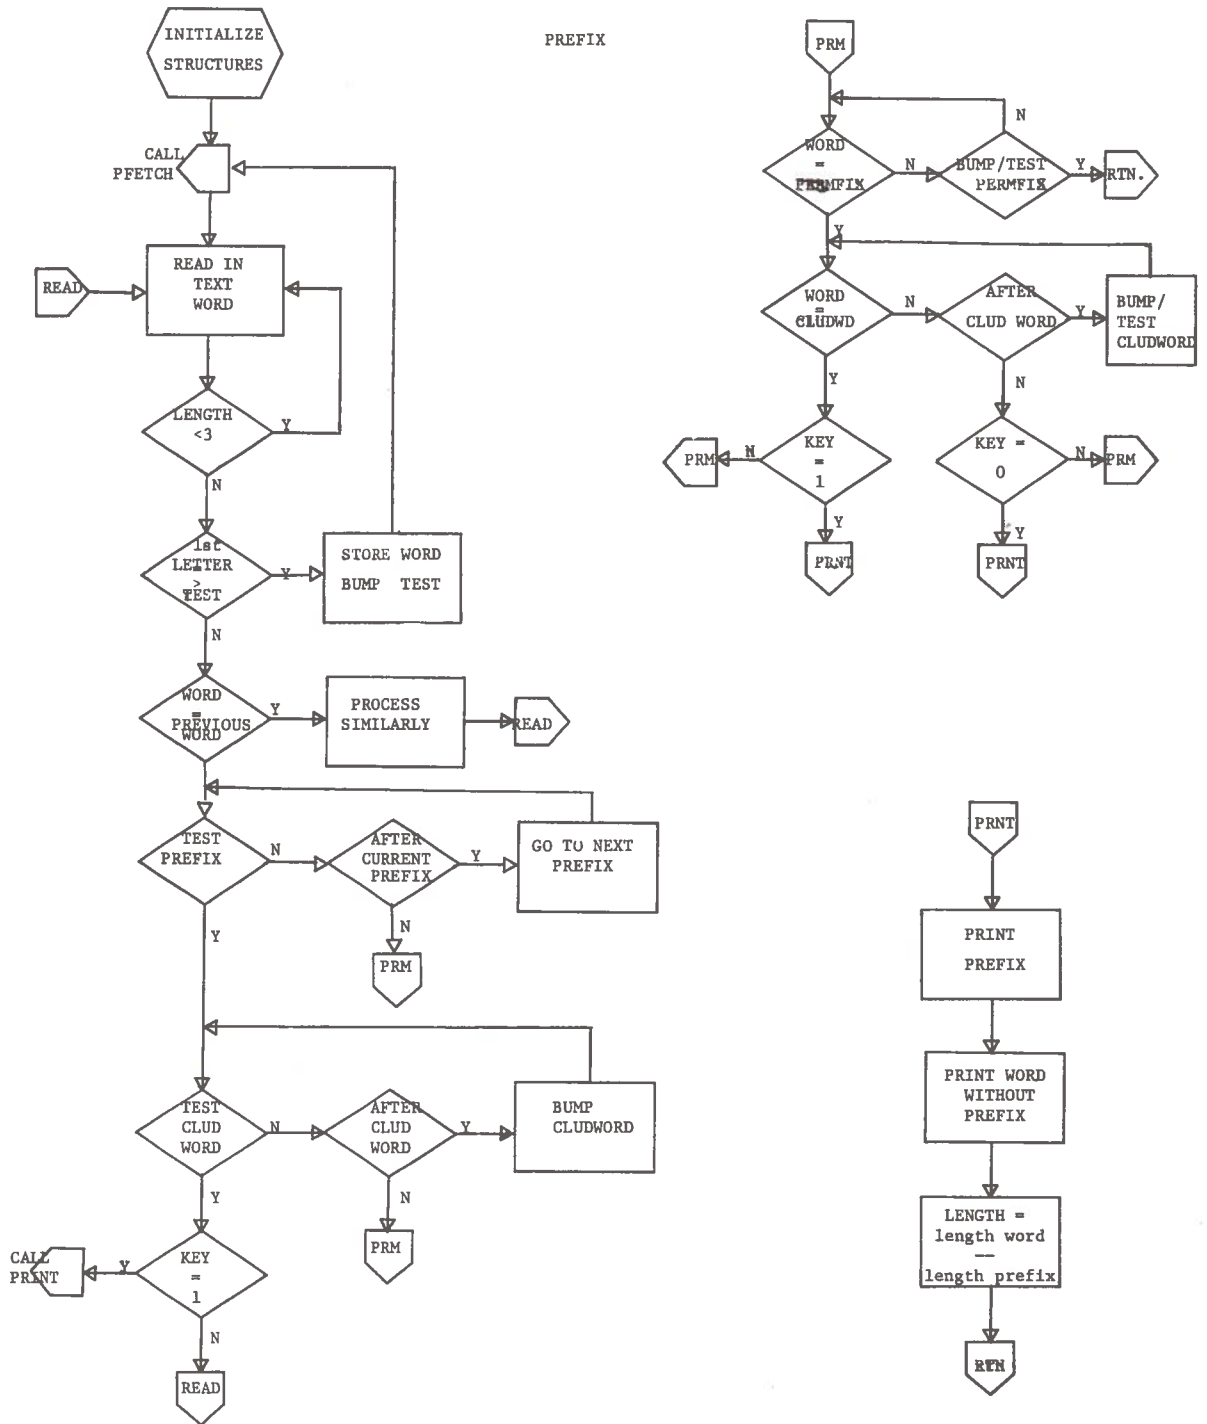 PREFIX
INITIALIZE
STRUCTURES
CALL
PFETCH
READ IN
TEXT
WORD
READ
LENGTH
<3
Y
N
1st
LETTER
>
TEST
Y
STORE WORD
BUMP TEST
N
WORD
=
PREVIOUS
WORD
Y
PROCESS
SIMILARLY
READ
TEST
PREFIX
N
AFTER
CURRENT
PREFIX
Y
GO TO NEXT
PREFIX
N
PRM
Y
TEST
CLUD
WORD
N
AFTER
CLUD
WORD
Y
BUMP
CLUDWORD
N
PRM
Y
KEY
=
1
Y
CALL
PRINT
N
READ
PRM
WORD
=
PERMFIX
N
BUMP/TEST
PERMFIX
N
Y
RTN.
Y
WORD
=
CLUDWD
N
AFTER
CLUD WORD
Y
BUMP/
TEST
CLUDWORD
Y
KEY
=
1
N
PRM
Y
PRNT
N
KEY =
0
N
PRM
Y
PRNT
PRNT
PRINT
PREFIX
PRINT WORD
WITHOUT
PREFIX
LENGTH =
length word
--
length prefix
RTN